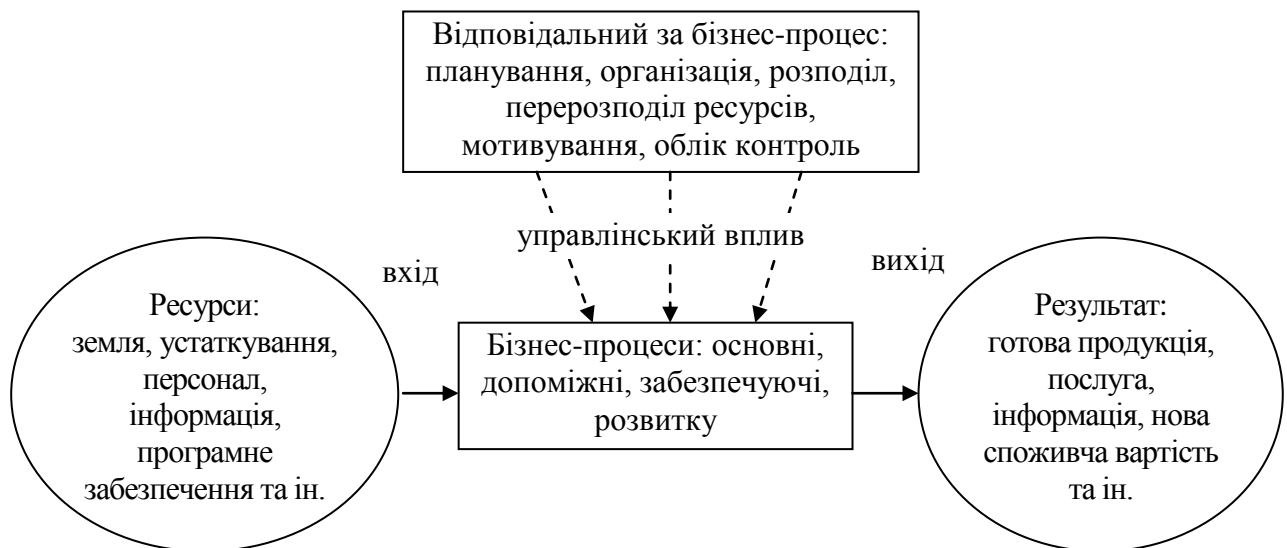 Відповідальний за бізнес-процес:
планування, організація, розподіл,
перерозподіл ресурсів,
мотивування, облік контроль
управлінський вплив
вхід
вихід
Ресурси:
земля, устаткування,
персонал,
інформація,
програмне
забезпечення та ін.
Бізнес-процеси: основні,
допоміжні, забезпечуючі,
розвитку
Результат:
готова продукція,
послуга,
інформація, нова
споживча вартість
та ін.